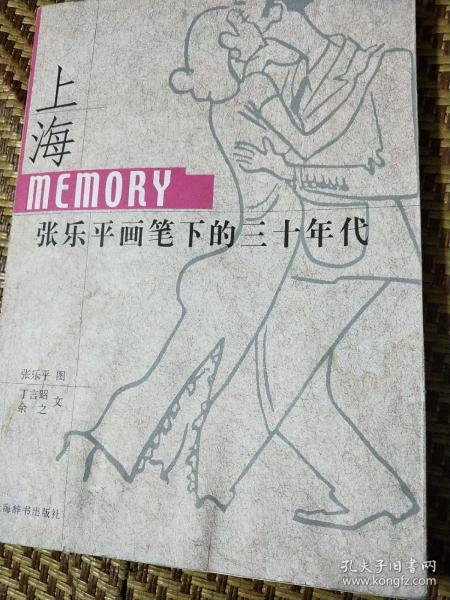 上
海
MEMORY
张乐平画笔下的三十年代
张乐平 图
丁言昭
余之 文
上海辞书出版社
孔夫子旧书网
www.kongfz.com